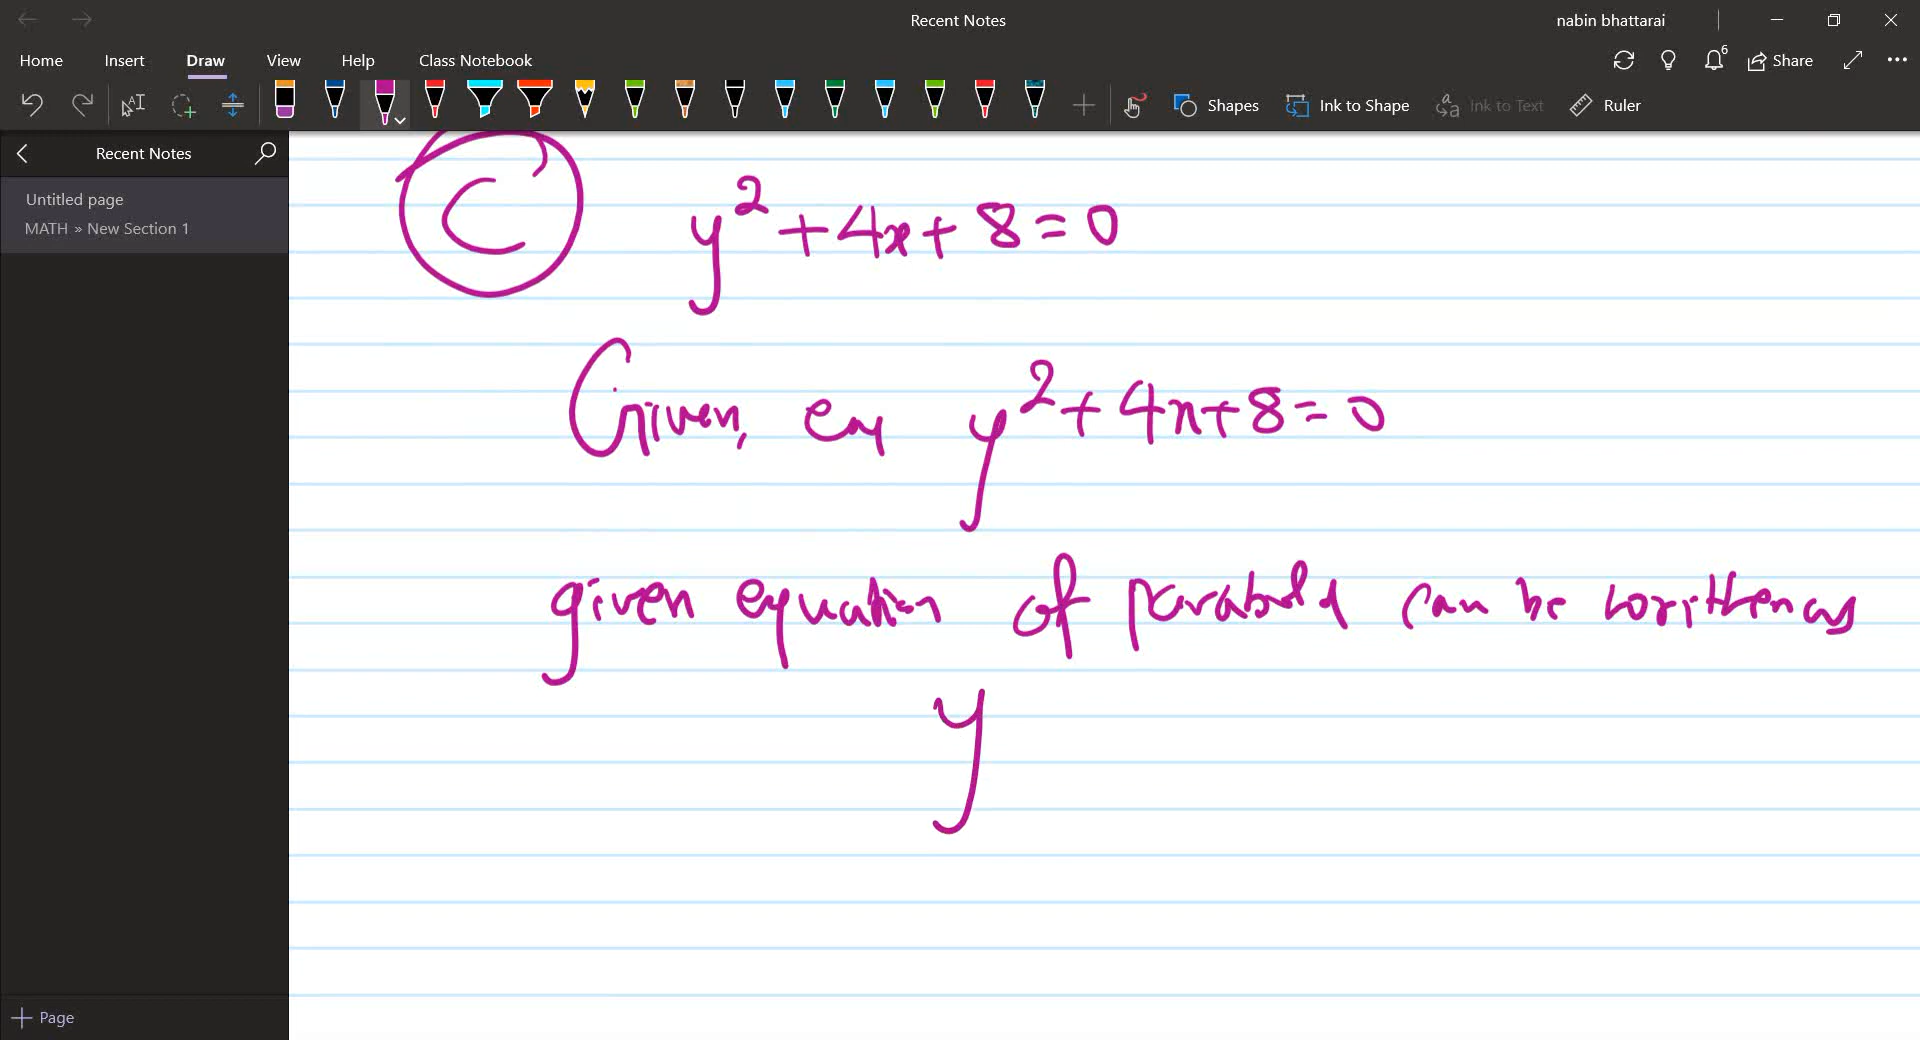 Recent Notes
nabin bhattarai
Home Insert Draw View Help Class Notebook
6
Share
Shapes Ink to Shape Ink to Text Ruler
Recent Notes
Untitled page
MATH » New Section 1
C y²+4x+8=0
Given, eq y²+4x+8=0
given equation of parabola can be written as
y
+ Page